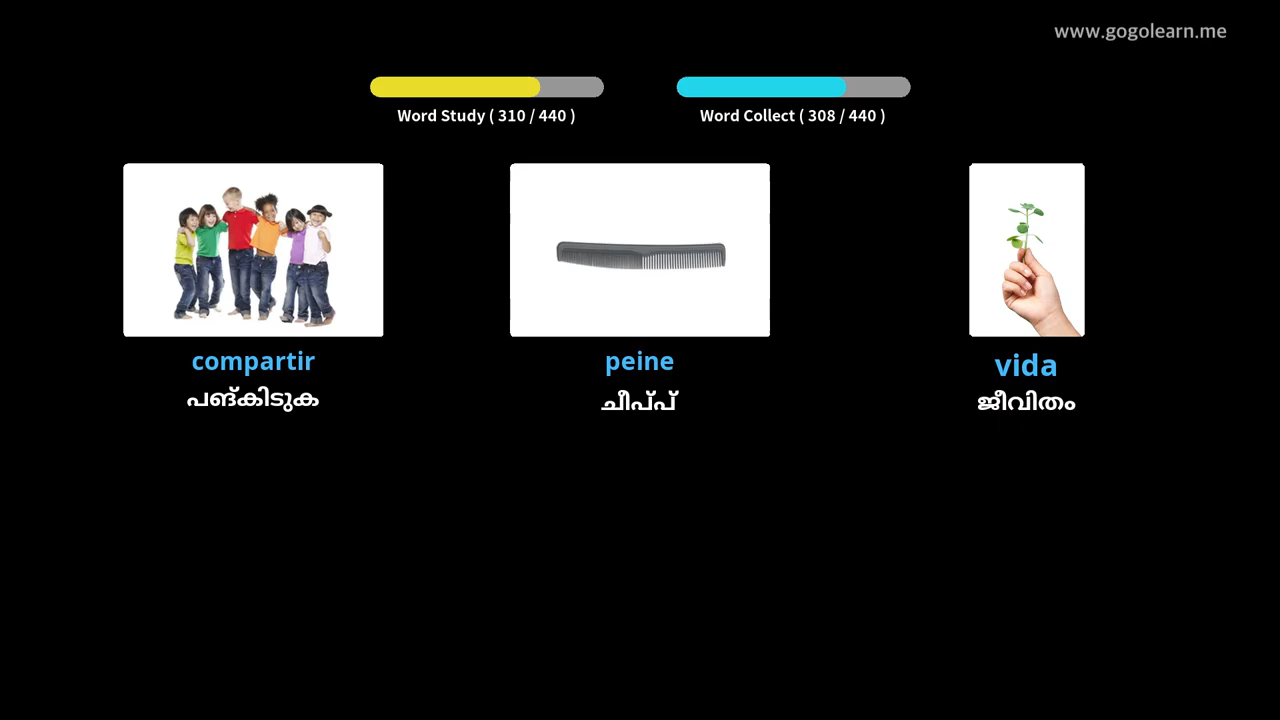 www.gogolearn.me
Word Study ( 310 / 440 )
Word Collect ( 308 / 440 )
compartir
പങ്കിടുക
peine
ചീപ്പ്
vida
ജീവിതം